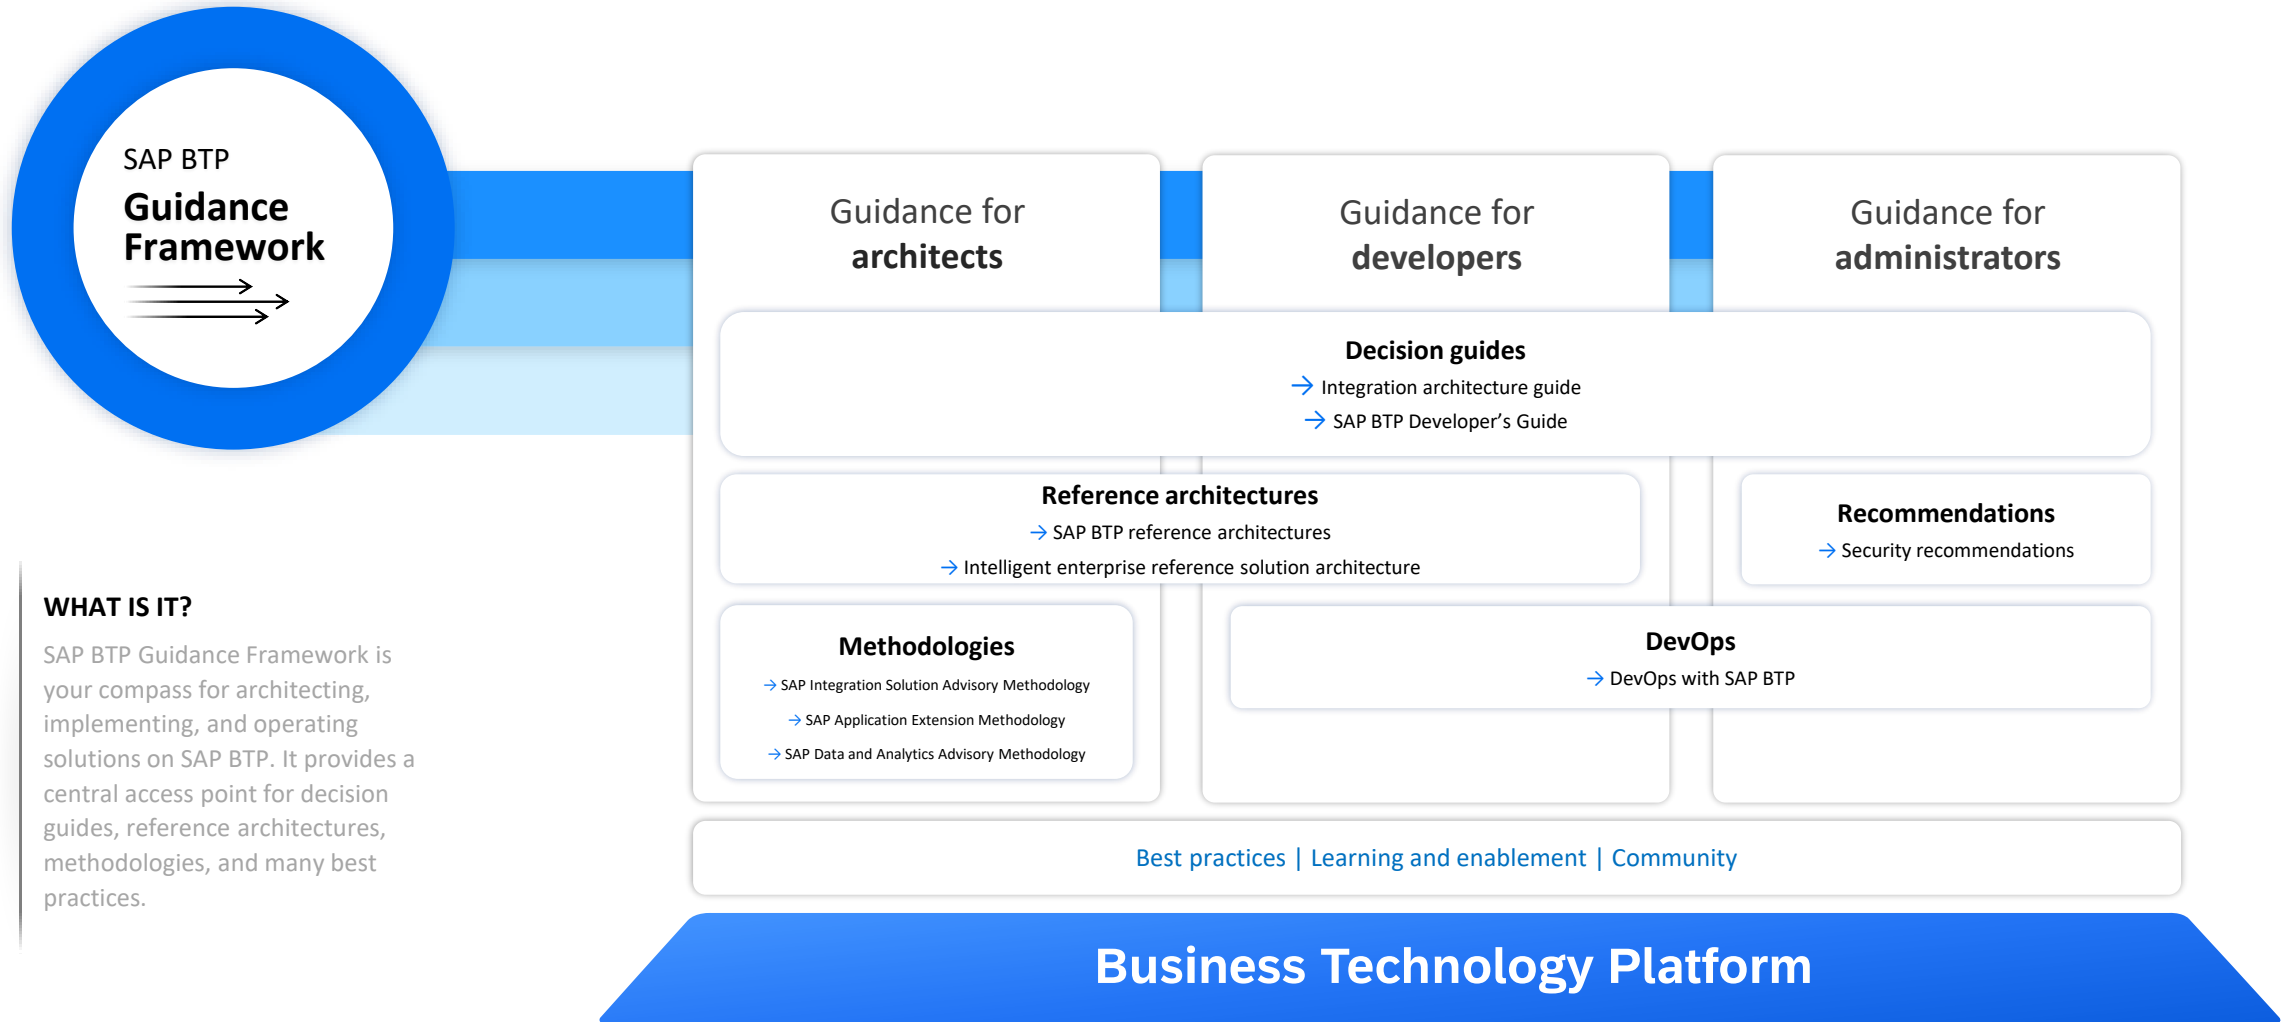 SAP BTP
Guidance
Framework
WHAT IS IT?
SAP BTP Guidance Framework is
your compass for architecting,
implementing, and operating
solutions on SAP BTP. It provides a
central access point for decision
guides, reference architectures,
methodologies, and many best
practices.
Guidance for
architects
Guidance for
developers
Guidance for
administrators
Decision guides
→ Integration architecture guide
→ SAP BTP Developer’s Guide
Reference architectures
→ SAP BTP reference architectures
→ Intelligent enterprise reference solution architecture
Recommendations
→ Security recommendations
Methodologies
→ SAP Integration Solution Advisory Methodology
→ SAP Application Extension Methodology
→ SAP Data and Analytics Advisory Methodology
DevOps
→ DevOps with SAP BTP
Best practices | Learning and enablement | Community
Business Technology Platform